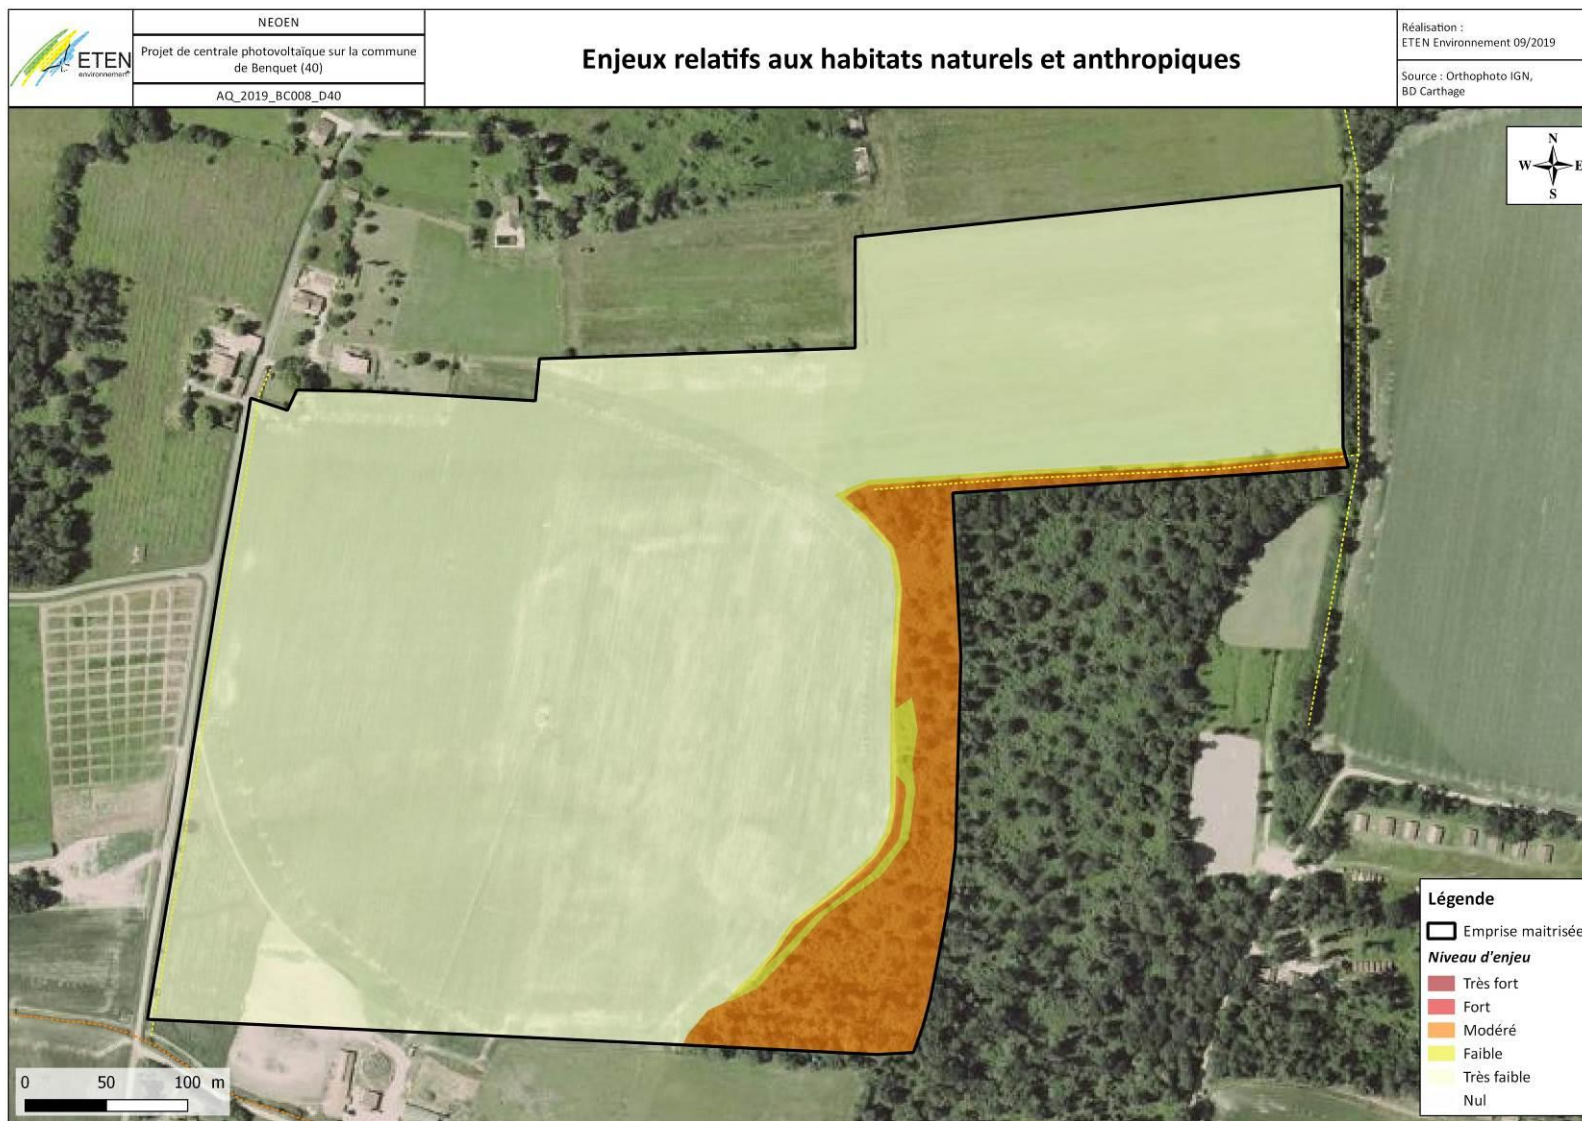 ETEN
environnement
NEOEN
Projet de centrale photovoltaïque sur la commune
de Benquet (40)
AQ_2019_BC008_D40
Enjeux relatifs aux habitats naturels et anthropiques
Réalisation :
ETEN Environnement 09/2019
Source : Orthophoto IGN,
BD Carthage
N
W E
S
Légende
Emprise maitrisée
Niveau d'enjeu
Très fort
Fort
Modéré
Faible
Très faible
Nul
0 50 100 m